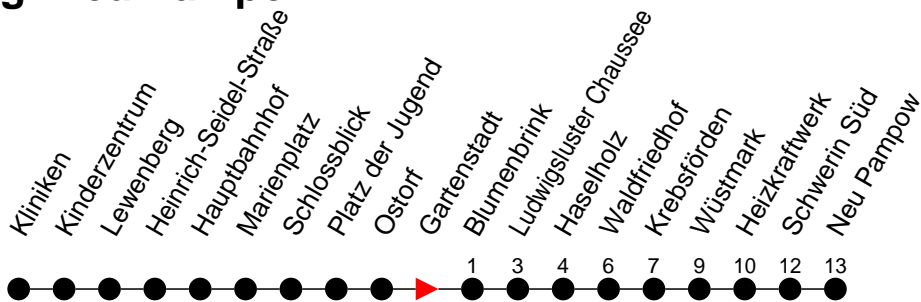 Kliniken
Kinderzentrum
Lewenberg
Heinrich-Seidel-Straße
Hauptbahnhof
Marienplatz
Schlossblick
Platz der Jugend
Ostorf
Gartenstadt
Blumenbrink
Ludwigsluster Chaussee
Haselholz
Waldfriedhof
Krebsförden
Wüstmark
Heizkraftwerk
Schwerin Süd
Neu Pampow
1 3 4 6 7 9 10 12 13